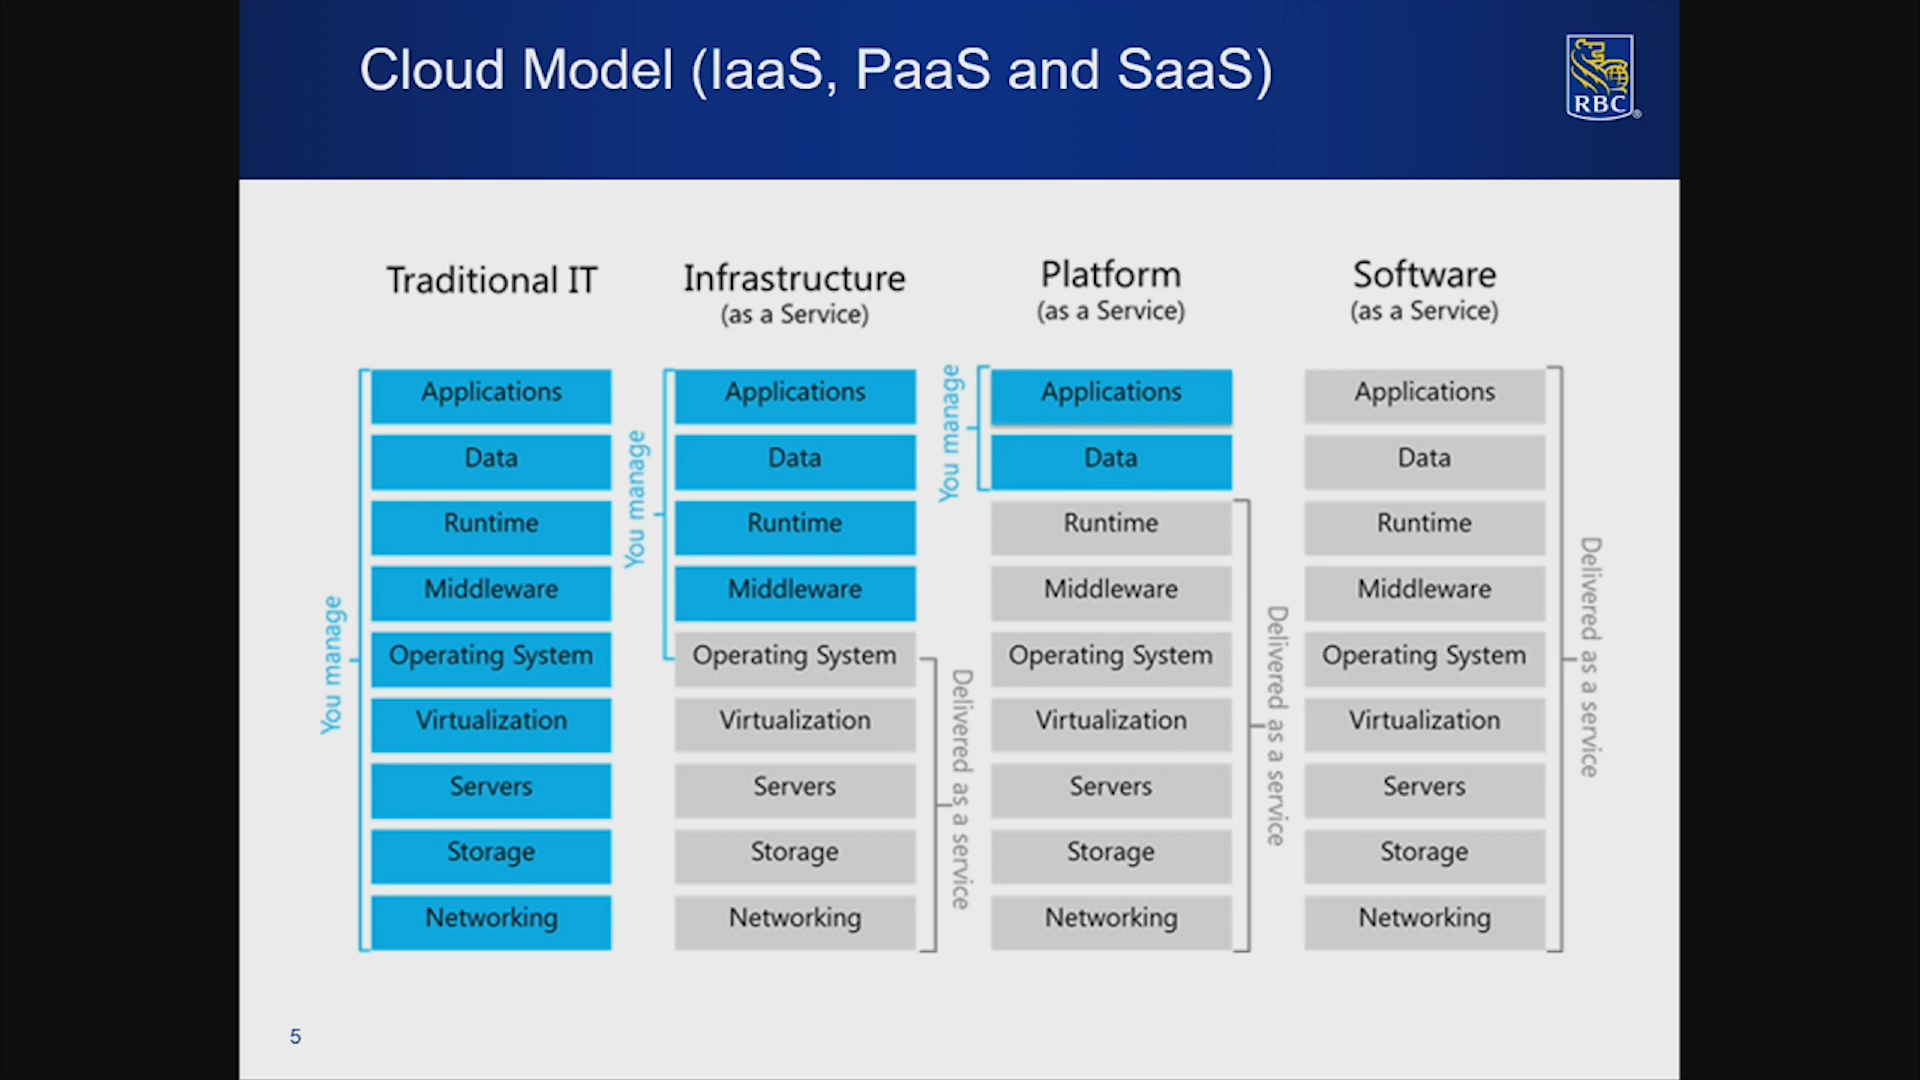 Cloud Model (IaaS, PaaS and SaaS)
RBC®
Traditional IT
You manage
Applications
Data
Runtime
Middleware
Operating System
Virtualization
Servers
Storage
Networking
Infrastructure
(as a Service)
You manage
Applications
Data
Runtime
Middleware
Operating System
Virtualization
Servers
Storage
Networking
Delivered as a service
Platform
(as a Service)
You manage
Applications
Data
Runtime
Middleware
Operating System
Virtualization
Servers
Storage
Networking
Delivered as a service
Software
(as a Service)
Applications
Data
Runtime
Middleware
Operating System
Virtualization
Servers
Storage
Networking
Delivered as a service
5